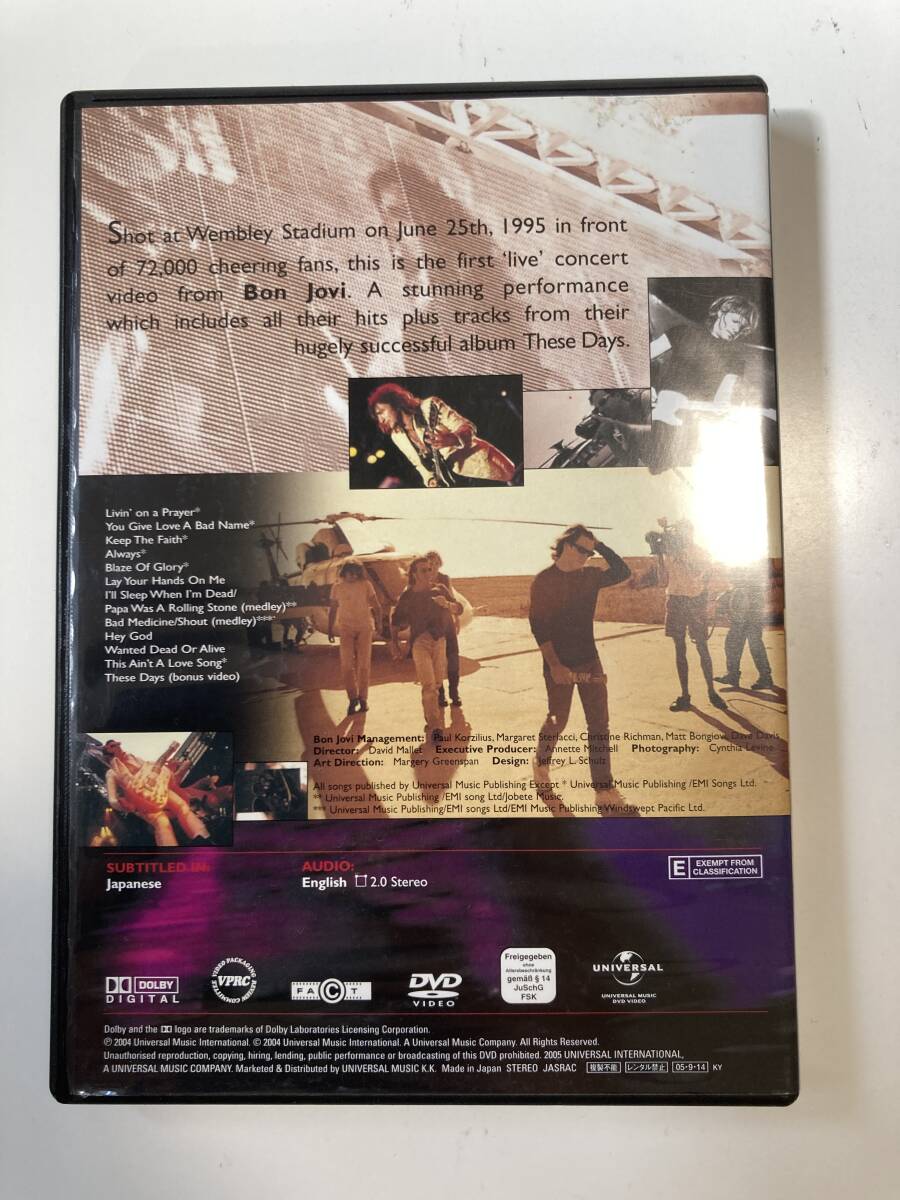 Shot at Wembley Stadium on June 25th, 1995 in front
of 72,000 cheering fans, this is the first 'live' concert
video from Bon Jovi. A stunning performance
which includes all their hits plus tracks from their
hugely successful album These Days.
Livin' on a Prayer*
You Give Love A Bad Name*
Keep The Faith*
Always*
Blaze Of Glory*
Lay Your Hands On Me
I'll Sleep When I'm Dead/
Papa Was A Rolling Stone (medley)**
Bad Medicine/Shout (medley)***
Hey God
Wanted Dead Or Alive
This Ain't A Love Song*
These Days (bonus video)
Bon Jovi Management: Paul Korzilius, Margaret Sterlacci, Christine Richman, Matt Bongiovi, Dave Davis
Director: David Mallet Executive Producer: Annette Mitchell Photography: Cynthia Levine
Art Direction: Margery Greenspan Design: Jeffrey L. Schulz
All songs published by Universal Music Publishing Except * Universal Music Publishing /EMI Songs Ltd.
** Universal Music Publishing /EMI song Ltd/Jobete Music.
*** Universal Music Publishing/EMI songs Ltd/EMI Music Publishing Windswept Pacific Ltd.
SUBTITLED IN:
Japanese
AUDIO:
English 2.0 Stereo
E EXEMPT FROM
CLASSIFICATION
DOLBY
DIGITAL
VIDEO PACKAGING
VPRC
REVIEW COMMITTEE
FACT
DVD
VIDEO
Freigegeben
ohne
Altersbeschränkung
gemäß § 14
JuSchG
FSK
UNIVERSAL
UNIVERSAL MUSIC
DVD VIDEO
Dolby and the DD logo are trademarks of Dolby Laboratories Licensing Corporation.
℗ 2004 Universal Music International. © 2004 Universal Music International. A Universal Music Company. All Rights Reserved.
Unauthorised reproduction, copying, hiring, lending, public performance or broadcasting of this DVD prohibited. 2005 UNIVERSAL INTERNATIONAL,
A UNIVERSAL MUSIC COMPANY. Marketed & Distributed by UNIVERSAL MUSIC K.K. Made in Japan STEREO JASRAC 複製不能 レンタル禁止 05・9・14 KY